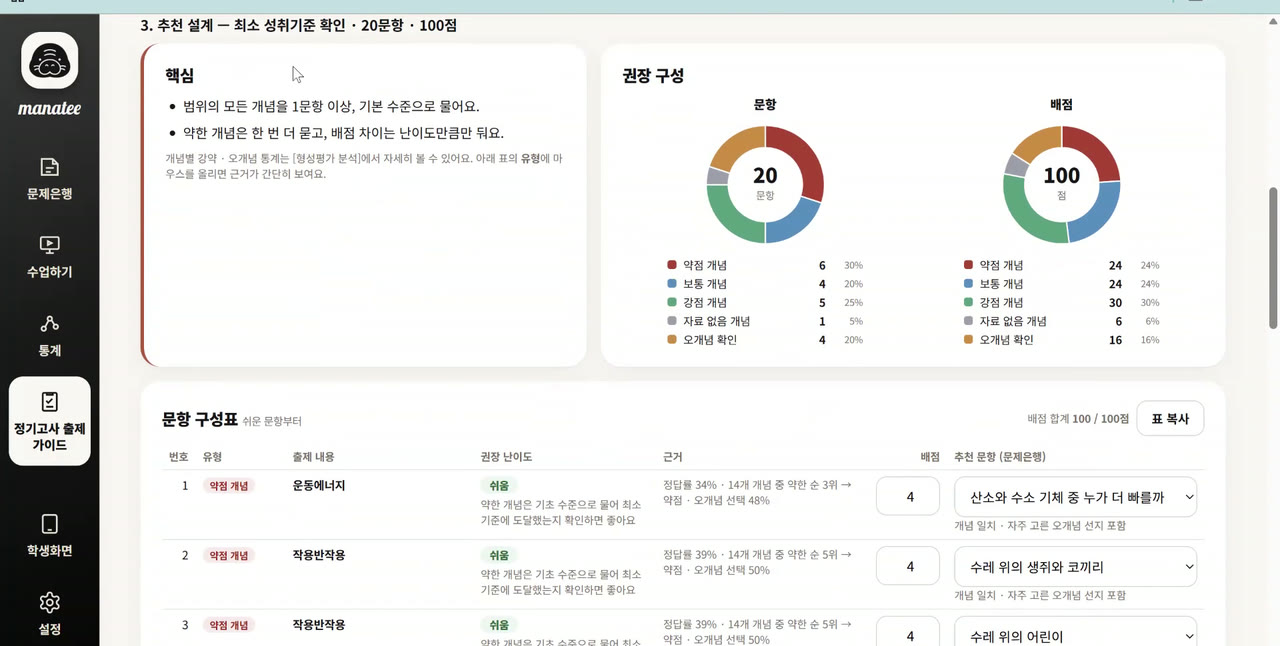 3. 추천 설계 — 최소 성취기준 확인 · 20문항 · 100점
manatee
문제은행
수업하기
통계
정기고사 출제
가이드
학생화면
설정
핵심
• 범위의 모든 개념을 1문항 이상, 기본 수준으로 물어요.
• 약한 개념은 한 번 더 묻고, 배점 차이는 난이도만큼만 둬요.
개념별 강약 · 오개념 통계는 [형성평가 분석]에서 자세히 볼 수 있어요. 아래 표의 유형에 마
우스를 올리면 근거가 간단히 보여요.
권장 구성
문항
20
문항
약점 개념 6 30%
보통 개념 4 20%
강점 개념 5 25%
자료 없음 개념 1 5%
오개념 확인 4 20%
배점
100
점
약점 개념 24 24%
보통 개념 24 24%
강점 개념 30 30%
자료 없음 개념 6 6%
오개념 확인 16 16%
문항 구성표 쉬운 문항부터
배점 합계 100 / 100점
표 복사
번호 유형 출제 내용 권장 난이도 근거 배점 추천 문항 (문제은행)
1 약점 개념 운동에너지 쉬움
약한 개념은 기초 수준으로 물어 최소
기준에 도달했는지 확인하면 좋아요
정답률 34% · 14개 개념 중 약한 순 3위 →
약점 · 오개념 선택 48%
4
산소와 수소 기체 중 누가 더 빠를까
개념 일치 · 자주 고른 오개념 선지 포함
2 약점 개념 작용반작용 쉬움
약한 개념은 기초 수준으로 물어 최소
기준에 도달했는지 확인하면 좋아요
정답률 39% · 14개 개념 중 약한 순 5위 →
약점 · 오개념 선택 50%
4
수레 위의 생쥐와 코끼리
개념 일치 · 자주 고른 오개념 선지 포함
3 약점 개념 작용반작용 쉬움
약한 개념은 기초 수준으로 물어 최소
정답률 39% · 14개 개념 중 약한 순 5위 →
약점 · 오개념 선택 50%
4
수레 위의 어린이